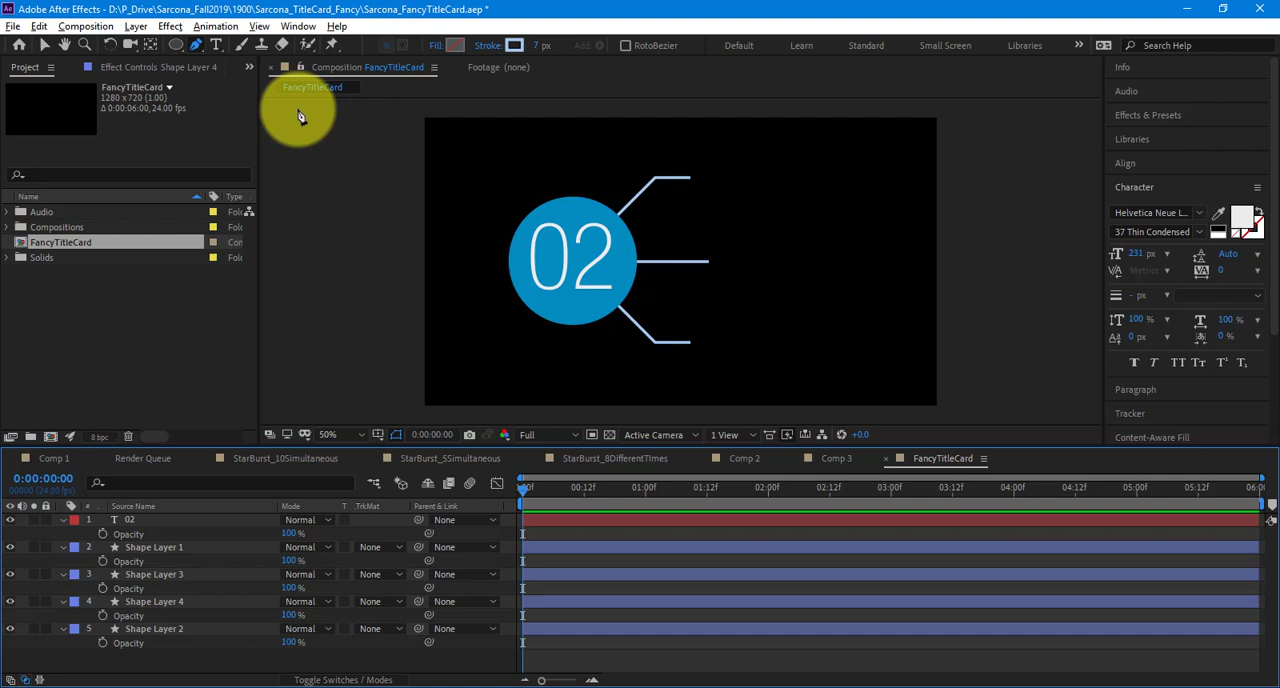 Adobe After Effects - D:\P_Drive\Sarcona_Fall2019\1900\Sarcona_TitleCard_Fancy\Sarcona_FancyTitleCard.aep *
File Edit Composition Layer Effect Animation View Window Help
Fill: Stroke: 7 px Add: RotoBezier Default Learn Standard Small Screen Libraries Search Help
Project Effect Controls Shape Layer 4 Composition FancyTitleCard Footage (none) Info
FancyTitleCard FancyTitleCard
1280 x 720 (1.00)
Δ 0:00:06:00, 24.00 fps
Audio
Effects & Presets
Libraries
Align
Character
Name Type
Audio Fol
Compositions Fol
FancyTitleCard Con
Solids Fol
02
Helvetica Neue L...
37 Thin Condensed
231 px Auto
Metrics 0
- px
100 % 100 %
0 px 0 %
T T TT Tt T¹ T₁
Paragraph
Tracker
Content-Aware Fill
8 bpc
50% 0:00:00:00 Full Active Camera 1 View +0.0
Comp 1 Render Queue StarBurst_10Simultaneous StarBurst_5Simultaneous StarBurst_8DifferentTImes Comp 2 Comp 3 FancyTitleCard
0:00:00:00
00000 (24.00 fps)
:00f 00:12f 01:00f 01:12f 02:00f 02:12f 03:00f 03:12f 04:00f 04:12f 05:00f 05:12f 06:0
# Source Name Mode T .TrkMat Parent & Link
1 T 02 Normal None
Opacity 100 %
2 Shape Layer 1 Normal None None
Opacity 100 %
3 Shape Layer 3 Normal None None
Opacity 100 %
4 Shape Layer 4 Normal None None
Opacity 100 %
5 Shape Layer 2 Normal None None
Opacity 100 %
Toggle Switches / Modes